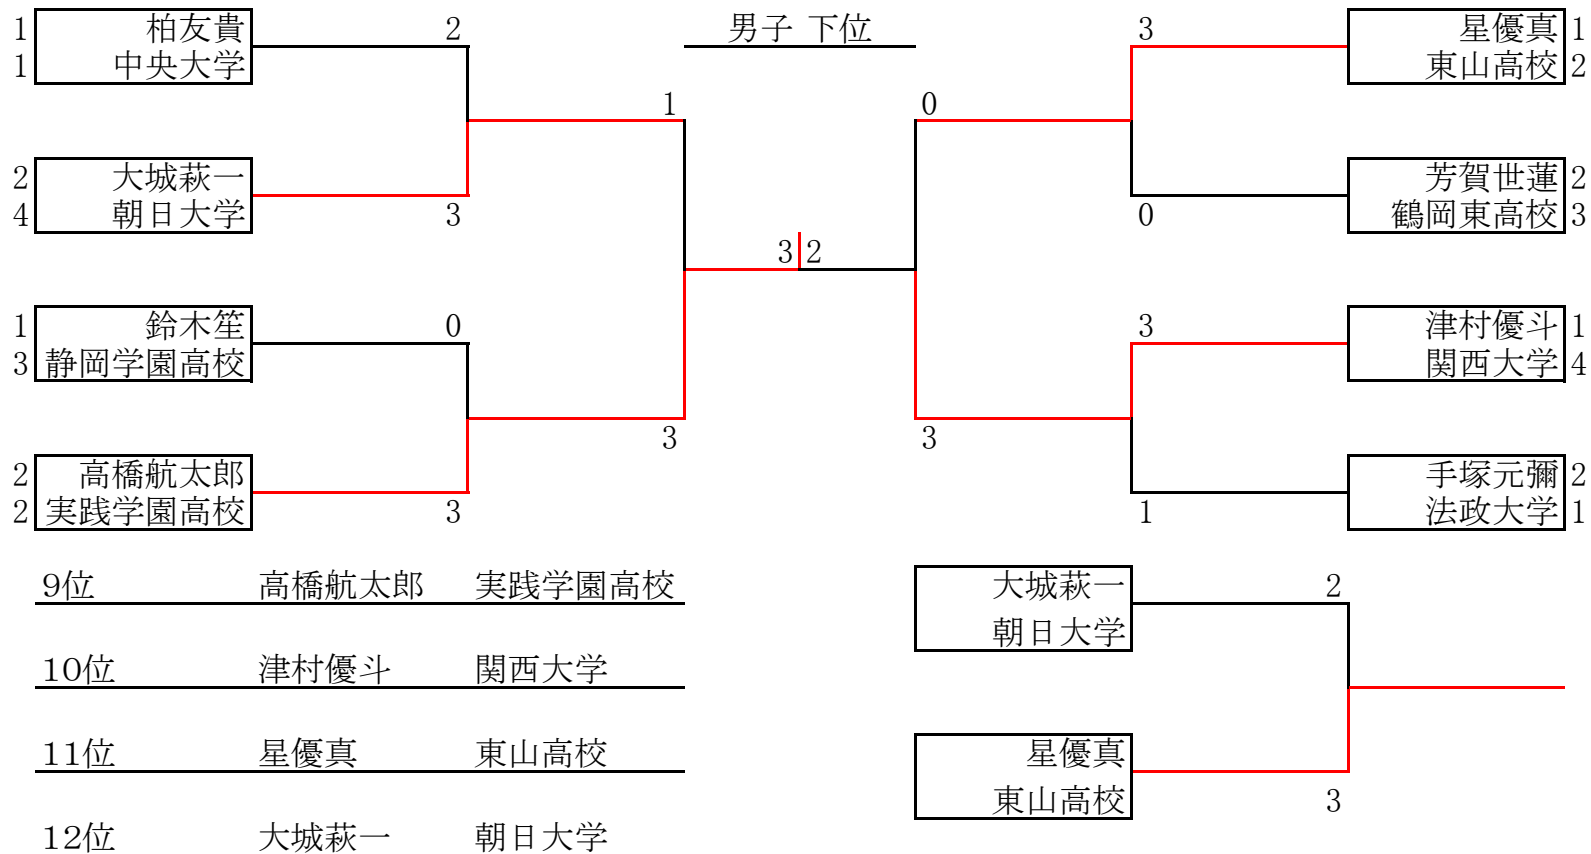 男子 下位
1 柏友貴 2
1 中央大学
2 大城萩一
4 朝日大学 3
1
1 鈴木笙 0
3 静岡学園高校
2 高橋航太郎
2 実践学園高校 3
3
3 2
3 星優真 1
東山高校 2
0
芳賀世蓮 2
0 鶴岡東高校 3
3 津村優斗 1
関西大学 4
3
手塚元彌 2
1 法政大学 1
9位 高橋航太郎 実践学園高校
10位 津村優斗 関西大学
11位 星優真 東山高校
12位 大城萩一 朝日大学
大城萩一 2
朝日大学
星優真
東山高校 3